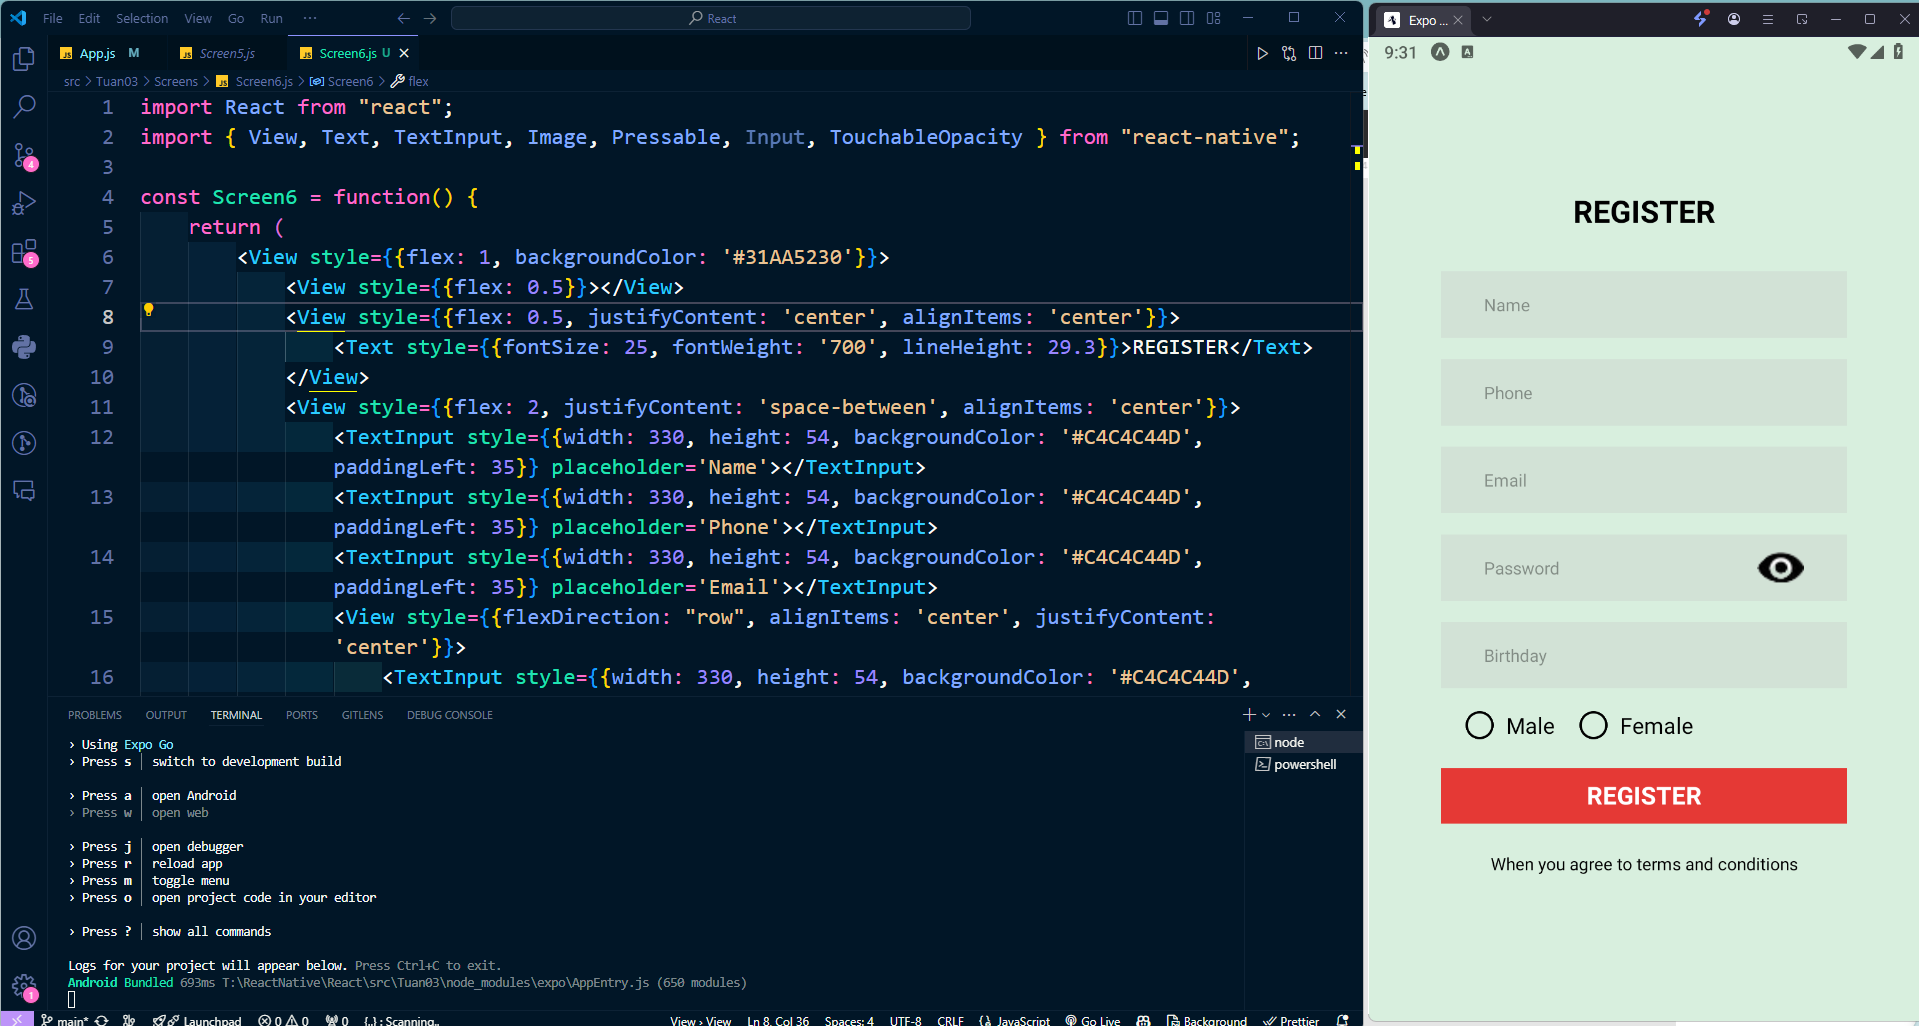 File Edit Selection View Go Run ··· React
App.js M Screen5.js Screen6.js U
src > Tuan03 > Screens > Screen6.js > Screen6 > flex
1 import React from "react";
2 import { View, Text, TextInput, Image, Pressable, Input, TouchableOpacity } from "react-native";
3
4 const Screen6 = function() {
5 return (
6 <View style={{flex: 1, backgroundColor: '#31AA5230'}}>
7 <View style={{flex: 0.5}}></View>
8 <View style={{flex: 0.5, justifyContent: 'center', alignItems: 'center'}}>
9 <Text style={{fontSize: 25, fontWeight: '700', lineHeight: 29.3}}>REGISTER</Text>
10 </View>
11 <View style={{flex: 2, justifyContent: 'space-between', alignItems: 'center'}}>
12 <TextInput style={{width: 330, height: 54, backgroundColor: '#C4C4C44D',
paddingLeft: 35}} placeholder='Name'></TextInput>
13 <TextInput style={{width: 330, height: 54, backgroundColor: '#C4C4C44D',
paddingLeft: 35}} placeholder='Phone'></TextInput>
14 <TextInput style={{width: 330, height: 54, backgroundColor: '#C4C4C44D',
paddingLeft: 35}} placeholder='Email'></TextInput>
15 <View style={{flexDirection: "row", alignItems: 'center', justifyContent:
'center'}}>
16 <TextInput style={{width: 330, height: 54, backgroundColor: '#C4C4C44D',
PROBLEMS OUTPUT TERMINAL PORTS GITLENS DEBUG CONSOLE
› Using Expo Go
› Press s │ switch to development build
› Press a │ open Android
› Press w │ open web
› Press j │ open debugger
› Press r │ reload app
› Press m │ toggle menu
› Press o │ open project code in your editor
› Press ? │ show all commands
Logs for your project will appear below. Press Ctrl+C to exit.
Android Bundled 693ms T:\ReactNative\React\src\Tuan03\node_modules\expo\AppEntry.js (650 modules)
node
powershell
4
5
1
main* Launchpad 0 0 0 {..} : Scanning.. View › View Ln 8, Col 36 Spaces: 4 UTF-8 CRLF {} JavaScript Go Live Background Prettier
Expo ...
9:31
REGISTER
Name
Phone
Email
Password
Birthday
Male Female
REGISTER
When you agree to terms and conditions